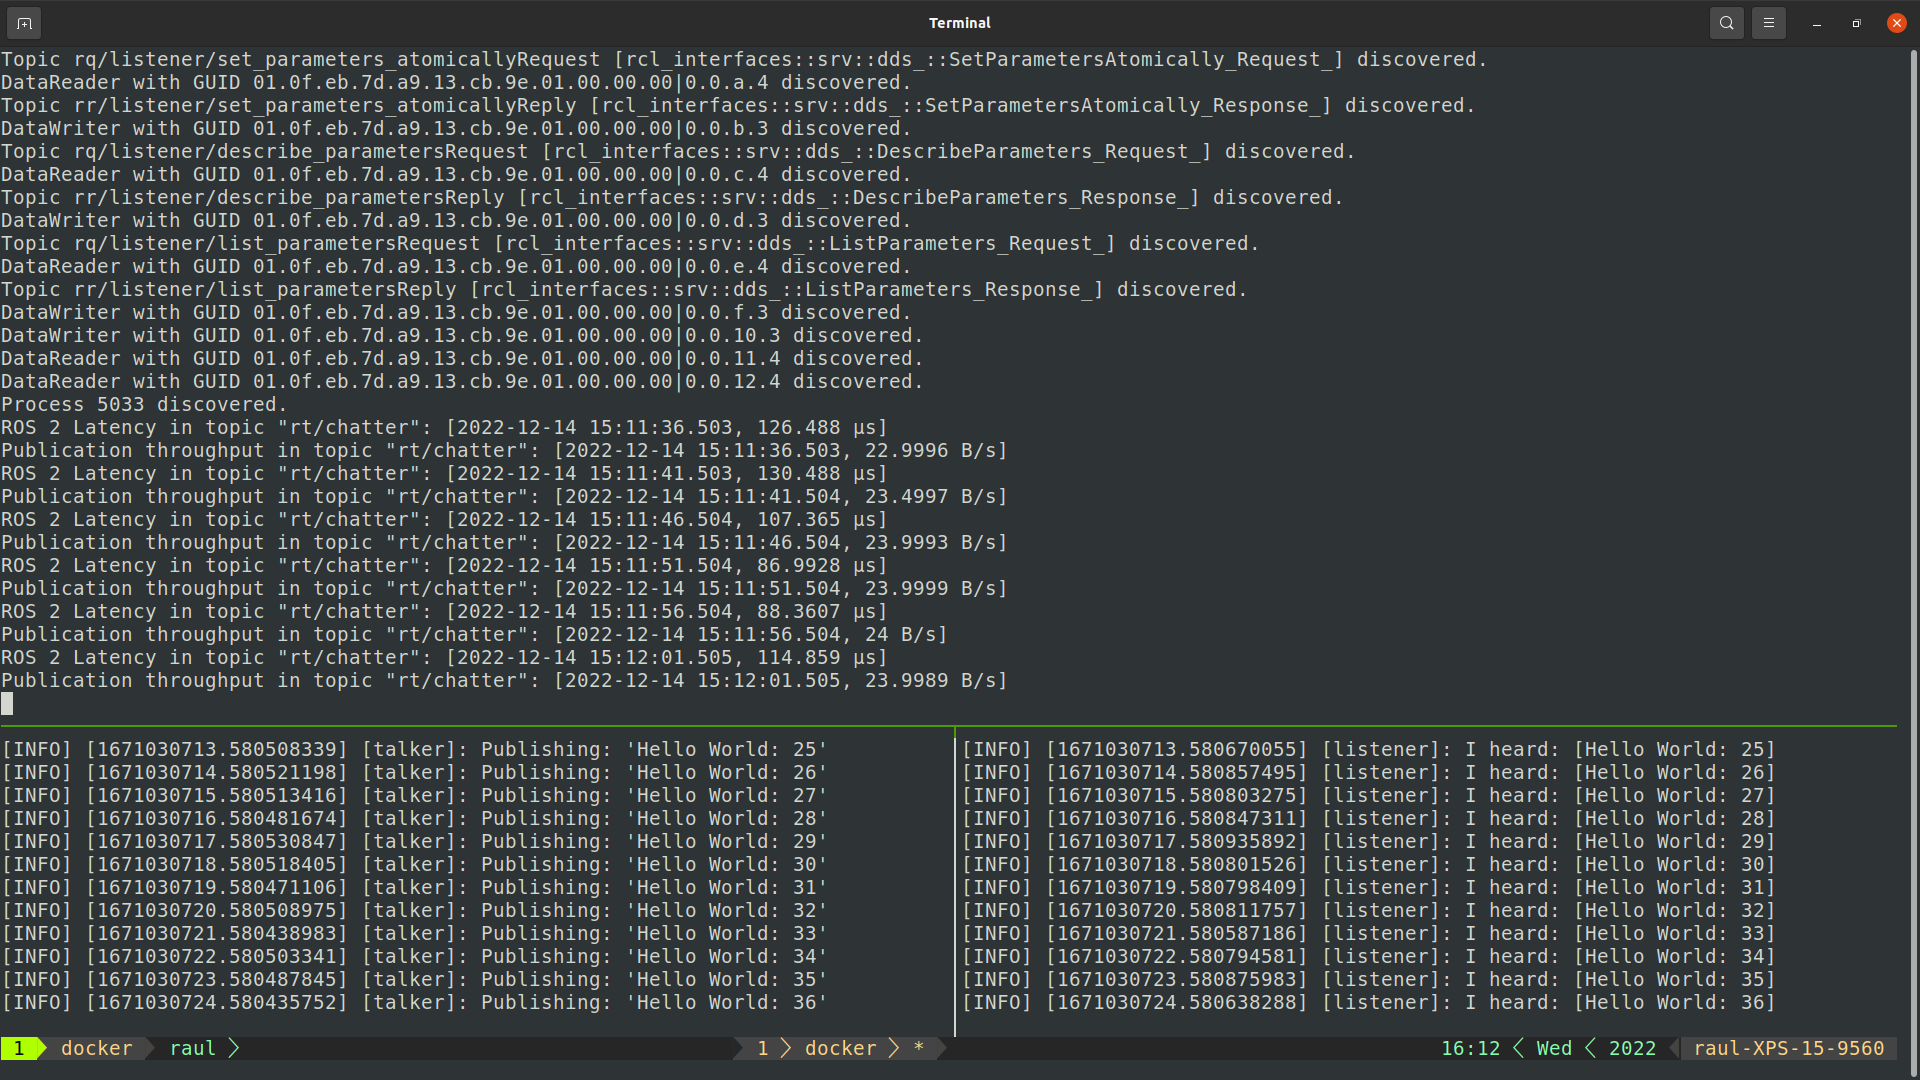 Terminal
Topic rq/listener/set_parameters_atomicallyRequest [rcl_interfaces::srv::dds_::SetParametersAtomically_Request_] discovered.
DataReader with GUID 01.0f.eb.7d.a9.13.cb.9e.01.00.00.00|0.0.a.4 discovered.
Topic rr/listener/set_parameters_atomicallyReply [rcl_interfaces::srv::dds_::SetParametersAtomically_Response_] discovered.
DataWriter with GUID 01.0f.eb.7d.a9.13.cb.9e.01.00.00.00|0.0.b.3 discovered.
Topic rq/listener/describe_parametersRequest [rcl_interfaces::srv::dds_::DescribeParameters_Request_] discovered.
DataReader with GUID 01.0f.eb.7d.a9.13.cb.9e.01.00.00.00|0.0.c.4 discovered.
Topic rr/listener/describe_parametersReply [rcl_interfaces::srv::dds_::DescribeParameters_Response_] discovered.
DataWriter with GUID 01.0f.eb.7d.a9.13.cb.9e.01.00.00.00|0.0.d.3 discovered.
Topic rq/listener/list_parametersRequest [rcl_interfaces::srv::dds_::ListParameters_Request_] discovered.
DataReader with GUID 01.0f.eb.7d.a9.13.cb.9e.01.00.00.00|0.0.e.4 discovered.
Topic rr/listener/list_parametersReply [rcl_interfaces::srv::dds_::ListParameters_Response_] discovered.
DataWriter with GUID 01.0f.eb.7d.a9.13.cb.9e.01.00.00.00|0.0.f.3 discovered.
DataWriter with GUID 01.0f.eb.7d.a9.13.cb.9e.01.00.00.00|0.0.10.3 discovered.
DataReader with GUID 01.0f.eb.7d.a9.13.cb.9e.01.00.00.00|0.0.11.4 discovered.
DataReader with GUID 01.0f.eb.7d.a9.13.cb.9e.01.00.00.00|0.0.12.4 discovered.
Process 5033 discovered.
ROS 2 Latency in topic "rt/chatter": [2022-12-14 15:11:36.503, 126.488 μs]
Publication throughput in topic "rt/chatter": [2022-12-14 15:11:36.503, 22.9996 B/s]
ROS 2 Latency in topic "rt/chatter": [2022-12-14 15:11:41.503, 130.488 μs]
Publication throughput in topic "rt/chatter": [2022-12-14 15:11:41.504, 23.4997 B/s]
ROS 2 Latency in topic "rt/chatter": [2022-12-14 15:11:46.504, 107.365 μs]
Publication throughput in topic "rt/chatter": [2022-12-14 15:11:46.504, 23.9993 B/s]
ROS 2 Latency in topic "rt/chatter": [2022-12-14 15:11:51.504, 86.9928 μs]
Publication throughput in topic "rt/chatter": [2022-12-14 15:11:51.504, 23.9999 B/s]
ROS 2 Latency in topic "rt/chatter": [2022-12-14 15:11:56.504, 88.3607 μs]
Publication throughput in topic "rt/chatter": [2022-12-14 15:11:56.504, 24 B/s]
ROS 2 Latency in topic "rt/chatter": [2022-12-14 15:12:01.505, 114.859 μs]
Publication throughput in topic "rt/chatter": [2022-12-14 15:12:01.505, 23.9989 B/s]
[INFO] [1671030713.580508339] [talker]: Publishing: 'Hello World: 25'
[INFO] [1671030714.580521198] [talker]: Publishing: 'Hello World: 26'
[INFO] [1671030715.580513416] [talker]: Publishing: 'Hello World: 27'
[INFO] [1671030716.580481674] [talker]: Publishing: 'Hello World: 28'
[INFO] [1671030717.580530847] [talker]: Publishing: 'Hello World: 29'
[INFO] [1671030718.580518405] [talker]: Publishing: 'Hello World: 30'
[INFO] [1671030719.580471106] [talker]: Publishing: 'Hello World: 31'
[INFO] [1671030720.580508975] [talker]: Publishing: 'Hello World: 32'
[INFO] [1671030721.580438983] [talker]: Publishing: 'Hello World: 33'
[INFO] [1671030722.580503341] [talker]: Publishing: 'Hello World: 34'
[INFO] [1671030723.580487845] [talker]: Publishing: 'Hello World: 35'
[INFO] [1671030724.580435752] [talker]: Publishing: 'Hello World: 36'
[INFO] [1671030713.580670055] [listener]: I heard: [Hello World: 25]
[INFO] [1671030714.580857495] [listener]: I heard: [Hello World: 26]
[INFO] [1671030715.580803275] [listener]: I heard: [Hello World: 27]
[INFO] [1671030716.580847311] [listener]: I heard: [Hello World: 28]
[INFO] [1671030717.580935892] [listener]: I heard: [Hello World: 29]
[INFO] [1671030718.580801526] [listener]: I heard: [Hello World: 30]
[INFO] [1671030719.580798409] [listener]: I heard: [Hello World: 31]
[INFO] [1671030720.580811757] [listener]: I heard: [Hello World: 32]
[INFO] [1671030721.580587186] [listener]: I heard: [Hello World: 33]
[INFO] [1671030722.580794581] [listener]: I heard: [Hello World: 34]
[INFO] [1671030723.580875983] [listener]: I heard: [Hello World: 35]
[INFO] [1671030724.580638288] [listener]: I heard: [Hello World: 36]
1 docker raul 1 docker * 16:12 Wed 2022 raul-XPS-15-9560